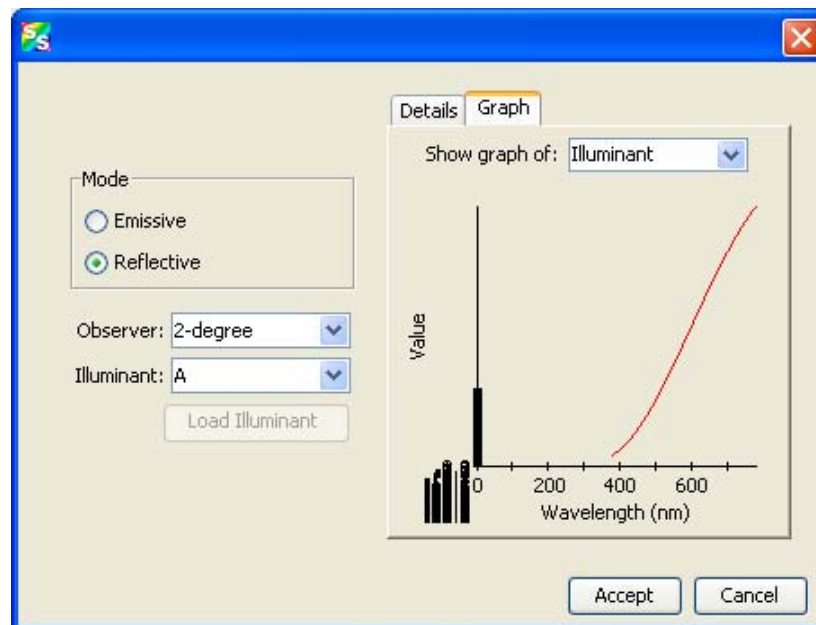 Details Graph
Show graph of: Illuminant
Mode
Emissive
Reflective
Observer: 2-degree
Illuminant: A
Load Illuminant
Value
0 200 400 600
Wavelength (nm)
Accept Cancel